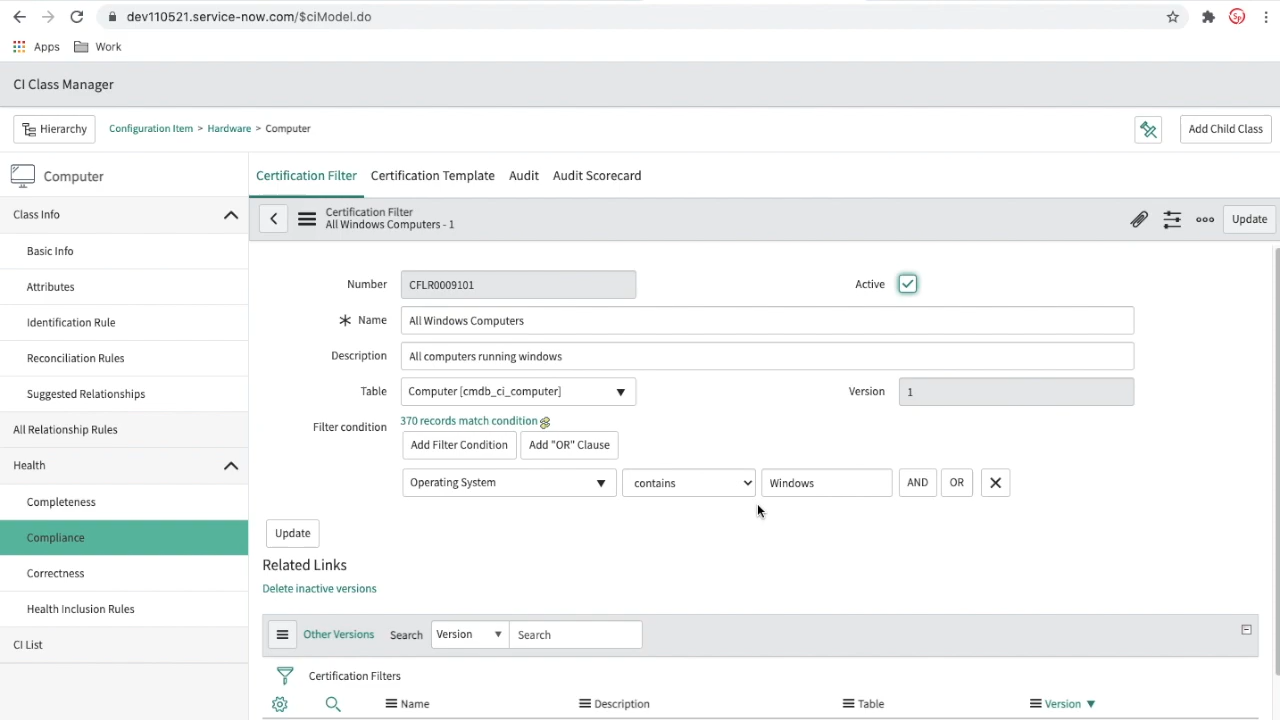 dev110521.service-now.com/$ciModel.do
Apps Work
CI Class Manager
Hierarchy Configuration Item > Hardware > Computer Add Child Class
Computer
Class Info
Basic Info
Attributes
Identification Rule
Reconciliation Rules
Suggested Relationships
All Relationship Rules
Health
Completeness
Compliance
Correctness
Health Inclusion Rules
CI List
Certification Filter Certification Template Audit Audit Scorecard
Certification Filter
All Windows Computers - 1
Update
Number CFLR0009101 Active
Name All Windows Computers
Description All computers running windows
Table Computer [cmdb_ci_computer] Version 1
Filter condition 370 records match condition
Add Filter Condition Add "OR" Clause
Operating System contains Windows AND OR
Update
Related Links
Delete inactive versions
Other Versions Search Version Search
Certification Filters
Name Description Table Version